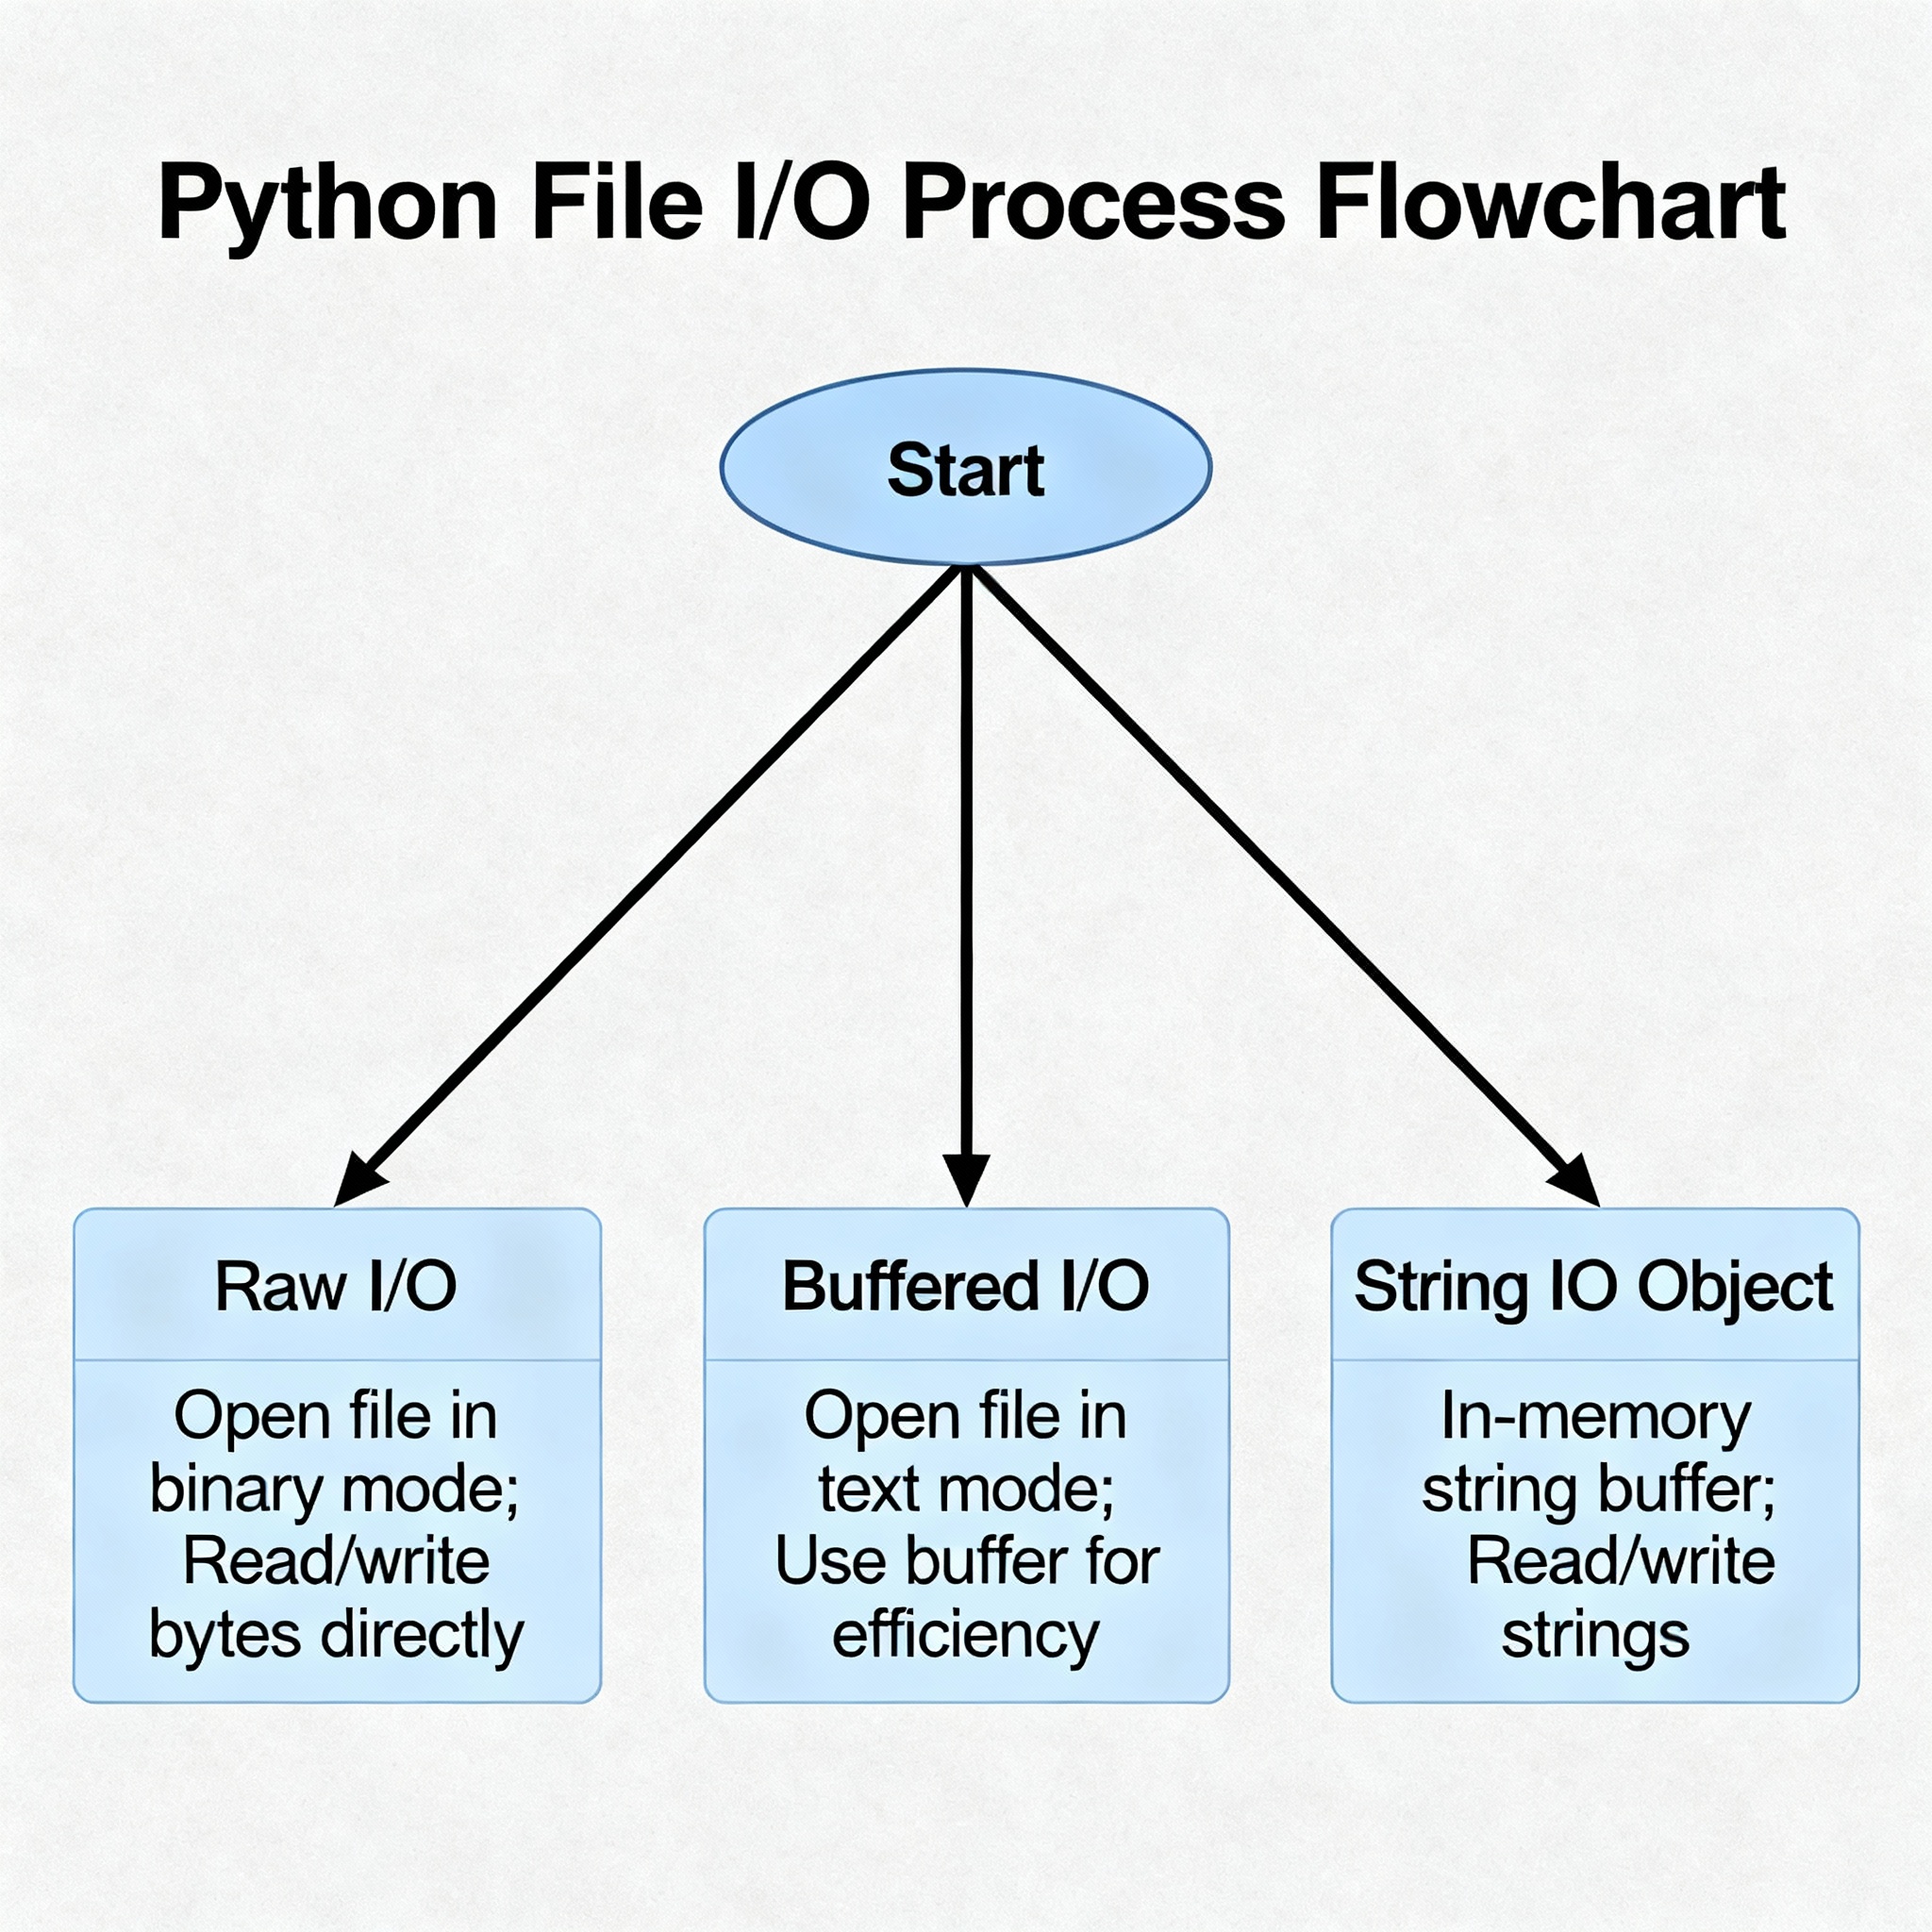 Python File I/O Process Flowchart
Start
Raw I/O
Open file in
binary mode;
Read/write
bytes directly
Buffered I/O
Open file in
text mode;
Use buffer for
efficiency
String IO Object
In-memory
string buffer;
Read/write
strings